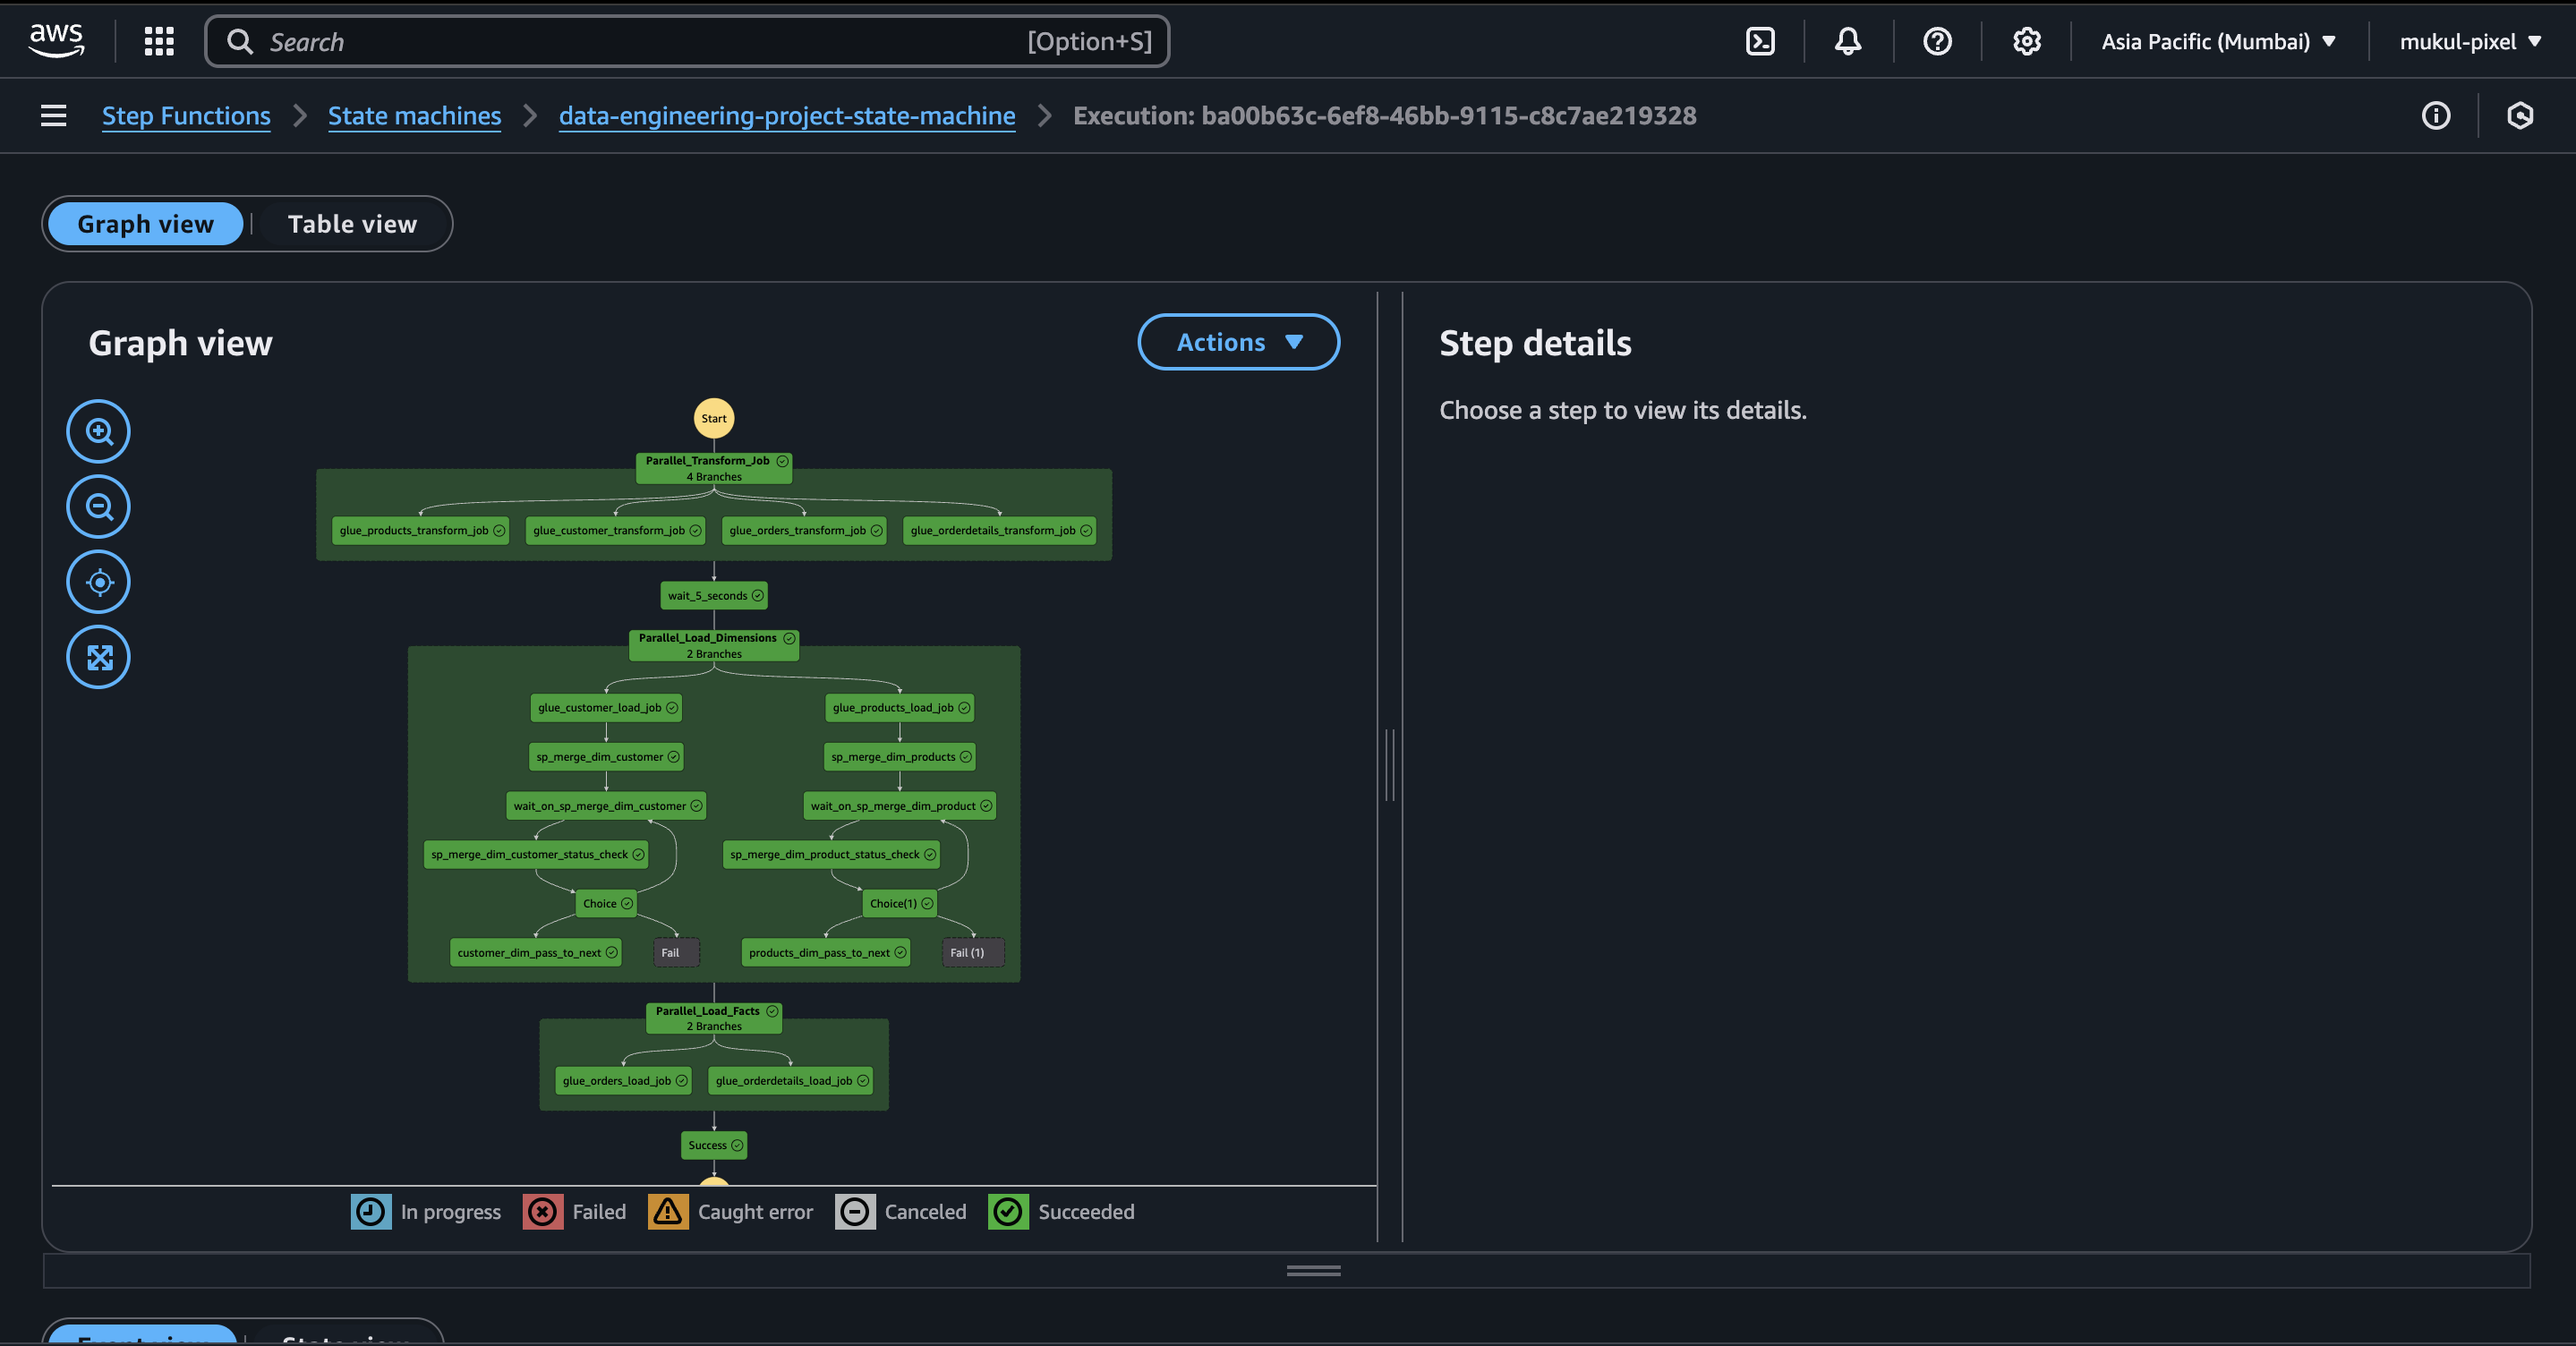 aws
Search
[Option+S]
Asia Pacific (Mumbai)
mukul-pixel
Step Functions
State machines
data-engineering-project-state-machine
Execution: ba00b63c-6ef8-46bb-9115-c8c7ae219328
Graph view
Table view
Graph view
Actions
Start
Parallel_Transform_Job
4 Branches
glue_products_transform_job
glue_customer_transform_job
glue_orders_transform_job
glue_orderdetails_transform_job
wait_5_seconds
Parallel_Load_Dimensions
2 Branches
glue_customer_load_job
glue_products_load_job
sp_merge_dim_customer
sp_merge_dim_products
wait_on_sp_merge_dim_customer
wait_on_sp_merge_dim_product
sp_merge_dim_customer_status_check
sp_merge_dim_product_status_check
Choice
Choice(1)
customer_dim_pass_to_next
Fail
products_dim_pass_to_next
Fail (1)
Parallel_Load_Facts
2 Branches
glue_orders_load_job
glue_orderdetails_load_job
Success
In progress
Failed
Caught error
Canceled
Succeeded
Step details
Choose a step to view its details.
Event view
State view